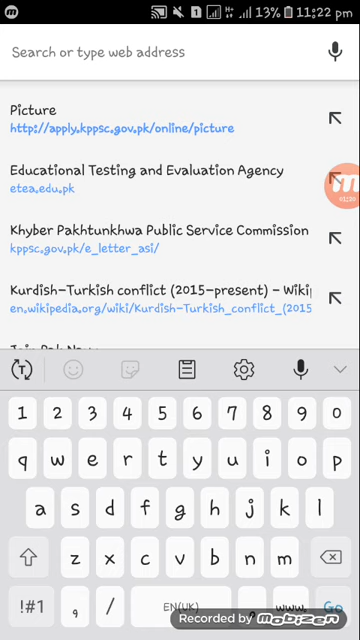 13% 11:22 pm
Search or type web address
Picture
http://apply.kppsc.gov.pk/online/picture
Educational Testing and Evaluation Agency
etea.edu.pk
Khyber Pakhtunkhwa Public Service Commission
kppsc.gov.pk/e_letter_asi/
Kurdish-Turkish conflict (2015-present) - Wiki
en.wikipedia.org/wiki/Kurdish-Turkish_conflict_(2015
1 2 3 4 5 6 7 8 9 0
q w e r t y u i o p
a s d f g h j k l
z x c v b n m
!#1 , / EN(UK) . www. Go
Recorded by Mobizen